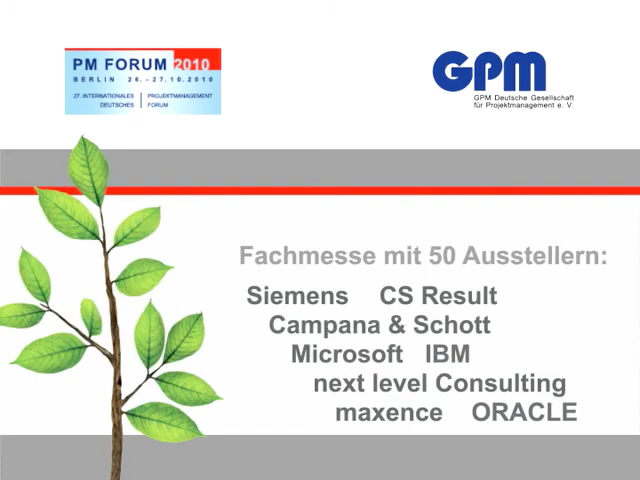 PM FORUM 2010
BERLIN 26.–27.10.2010
27. INTERNATIONALES
DEUTSCHES
PROJEKTMANAGEMENT
FORUM
GPM
GPM Deutsche Gesellschaft
für Projektmanagement e. V.
Fachmesse mit 50 Ausstellern:
Siemens CS Result
Campana & Schott
Microsoft IBM
next level Consulting
maxence ORACLE